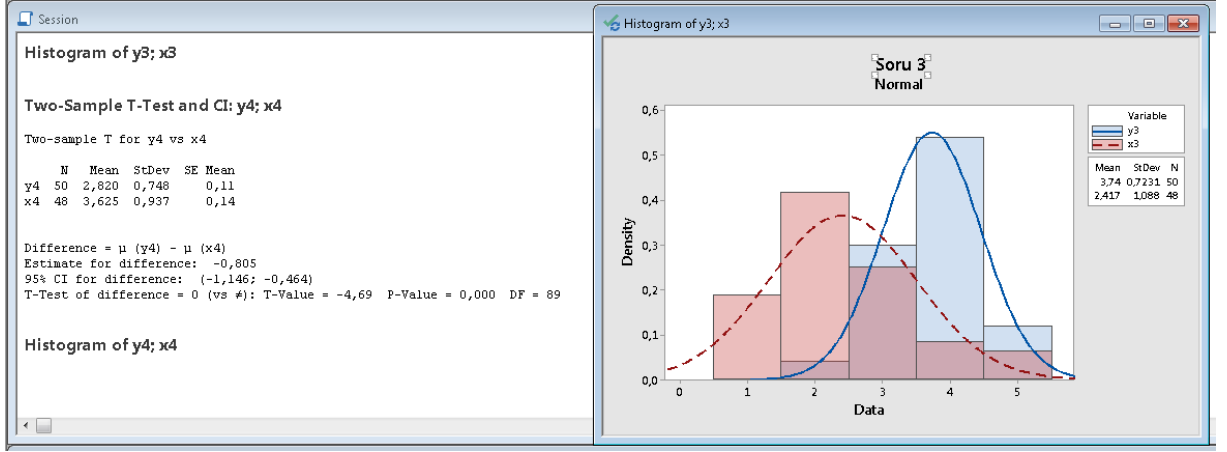 Session
Histogram of y3; x3
Two-Sample T-Test and CI: y4; x4
Two-sample T for y4 vs x4
N Mean StDev SE Mean
y4 50 2,820 0,748 0,11
x4 48 3,625 0,937 0,14
Difference = μ (y4) - μ (x4)
Estimate for difference: -0,805
95% CI for difference: (-1,146; -0,464)
T-Test of difference = 0 (vs ≠): T-Value = -4,69 P-Value = 0,000 DF = 89
Histogram of y4; x4
Histogram of y3; x3
Soru 3
Normal
Variable
y3
x3
Mean StDev N
3,74 0,7231 50
2,417 1,088 48
Density
0,6
0,5
0,4
0,3
0,2
0,1
0,0
0 1 2 3 4 5
Data